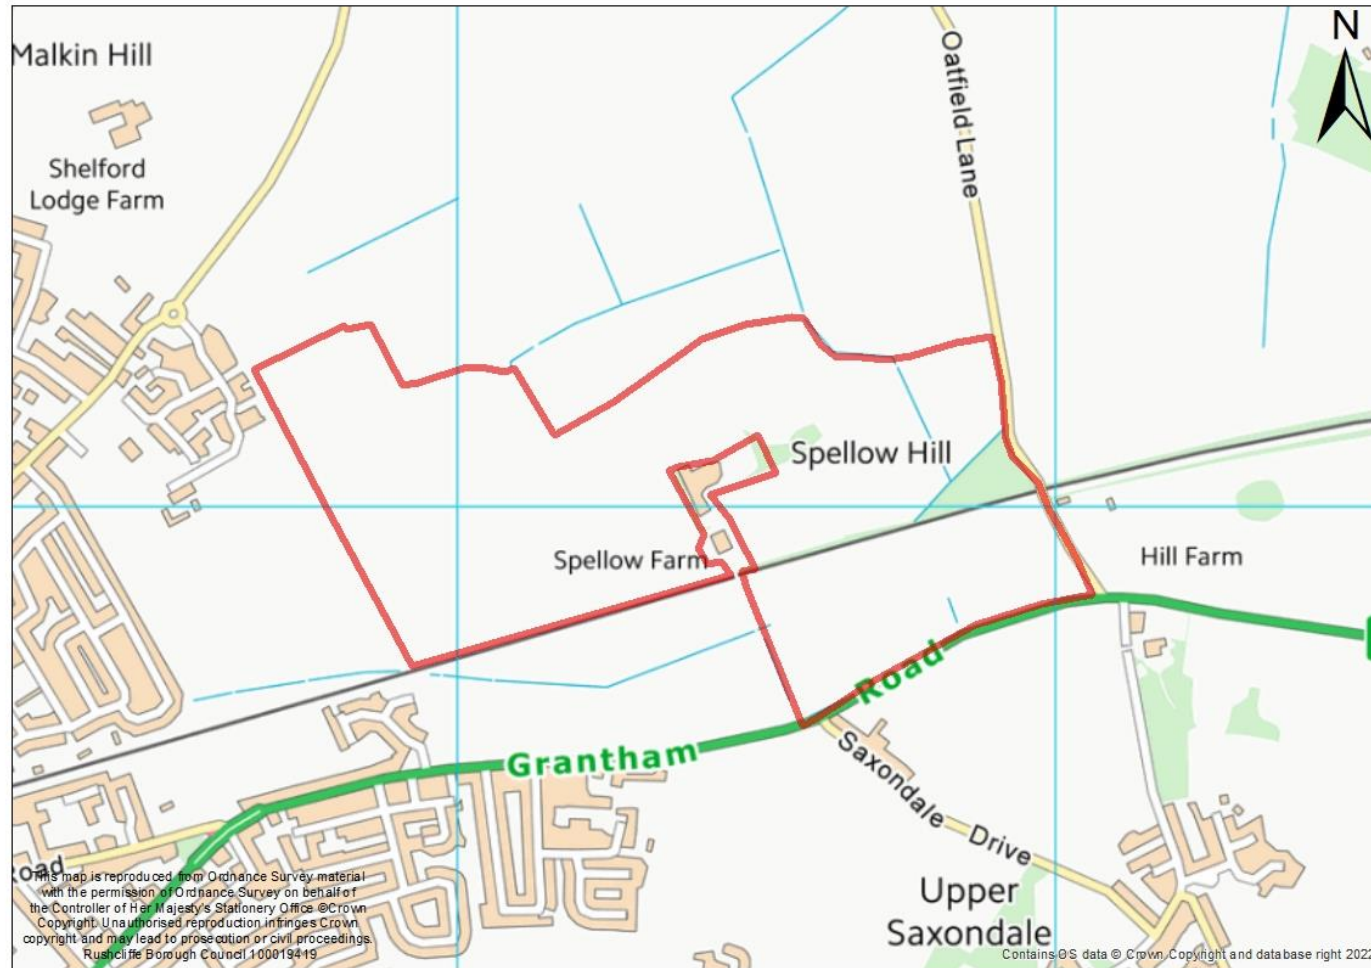 Malkin Hill
Shelford
Lodge Farm
Oatfield Lane
N
Spellow Hill
Spellow Farm
Hill Farm
Grantham
Road
Saxondale
Drive
Upper
Saxondale
Road
This map is reproduced from Ordnance Survey material
with the permission of Ordnance Survey on behalf of
the Controller of Her Majesty's Stationery Office ©Crown
Copyright. Unauthorised reproduction infringes Crown
copyright and may lead to prosecution or civil proceedings.
Rushcliffe Borough Council 100019419
Contains OS data © Crown Copyright and database right 2022